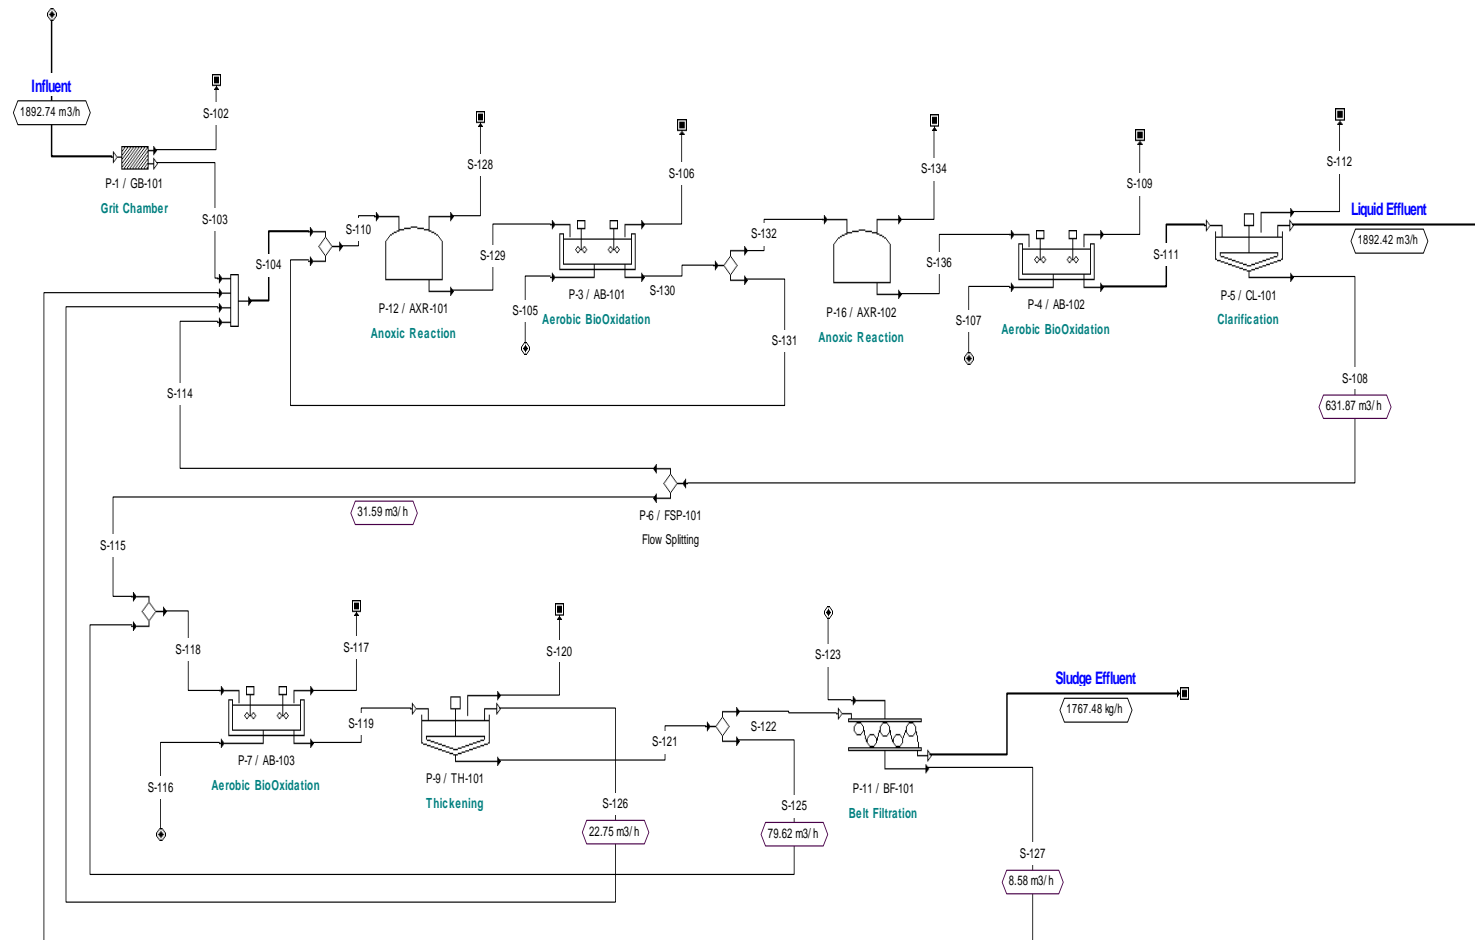 Influent
1892.74 m3/h
S-102
P-1 / GB-101
Grit Chamber
S-103
S-104
S-110
S-128
P-12 / AXR-101
Anoxic Reaction
S-129
S-105
S-106
P-3 / AB-101
Aerobic BioOxidation
S-130
S-131
S-132
S-134
P-16 / AXR-102
Anoxic Reaction
S-136
S-107
S-109
P-4 / AB-102
Aerobic BioOxidation
S-111
S-112
P-5 / CL-101
Clarification
Liquid Effluent
1892.42 m3/h
S-108
631.87 m3/h
S-114
31.59 m3/h
P-6 / FSP-101
Flow Splitting
S-115
S-118
S-117
P-7 / AB-103
Aerobic BioOxidation
S-116
S-119
S-120
P-9 / TH-101
Thickening
S-126
22.75 m3/h
S-121
S-122
S-125
79.62 m3/h
S-123
P-11 / BF-101
Belt Filtration
Sludge Effluent
1767.48 kg/h
S-127
8.58 m3/h